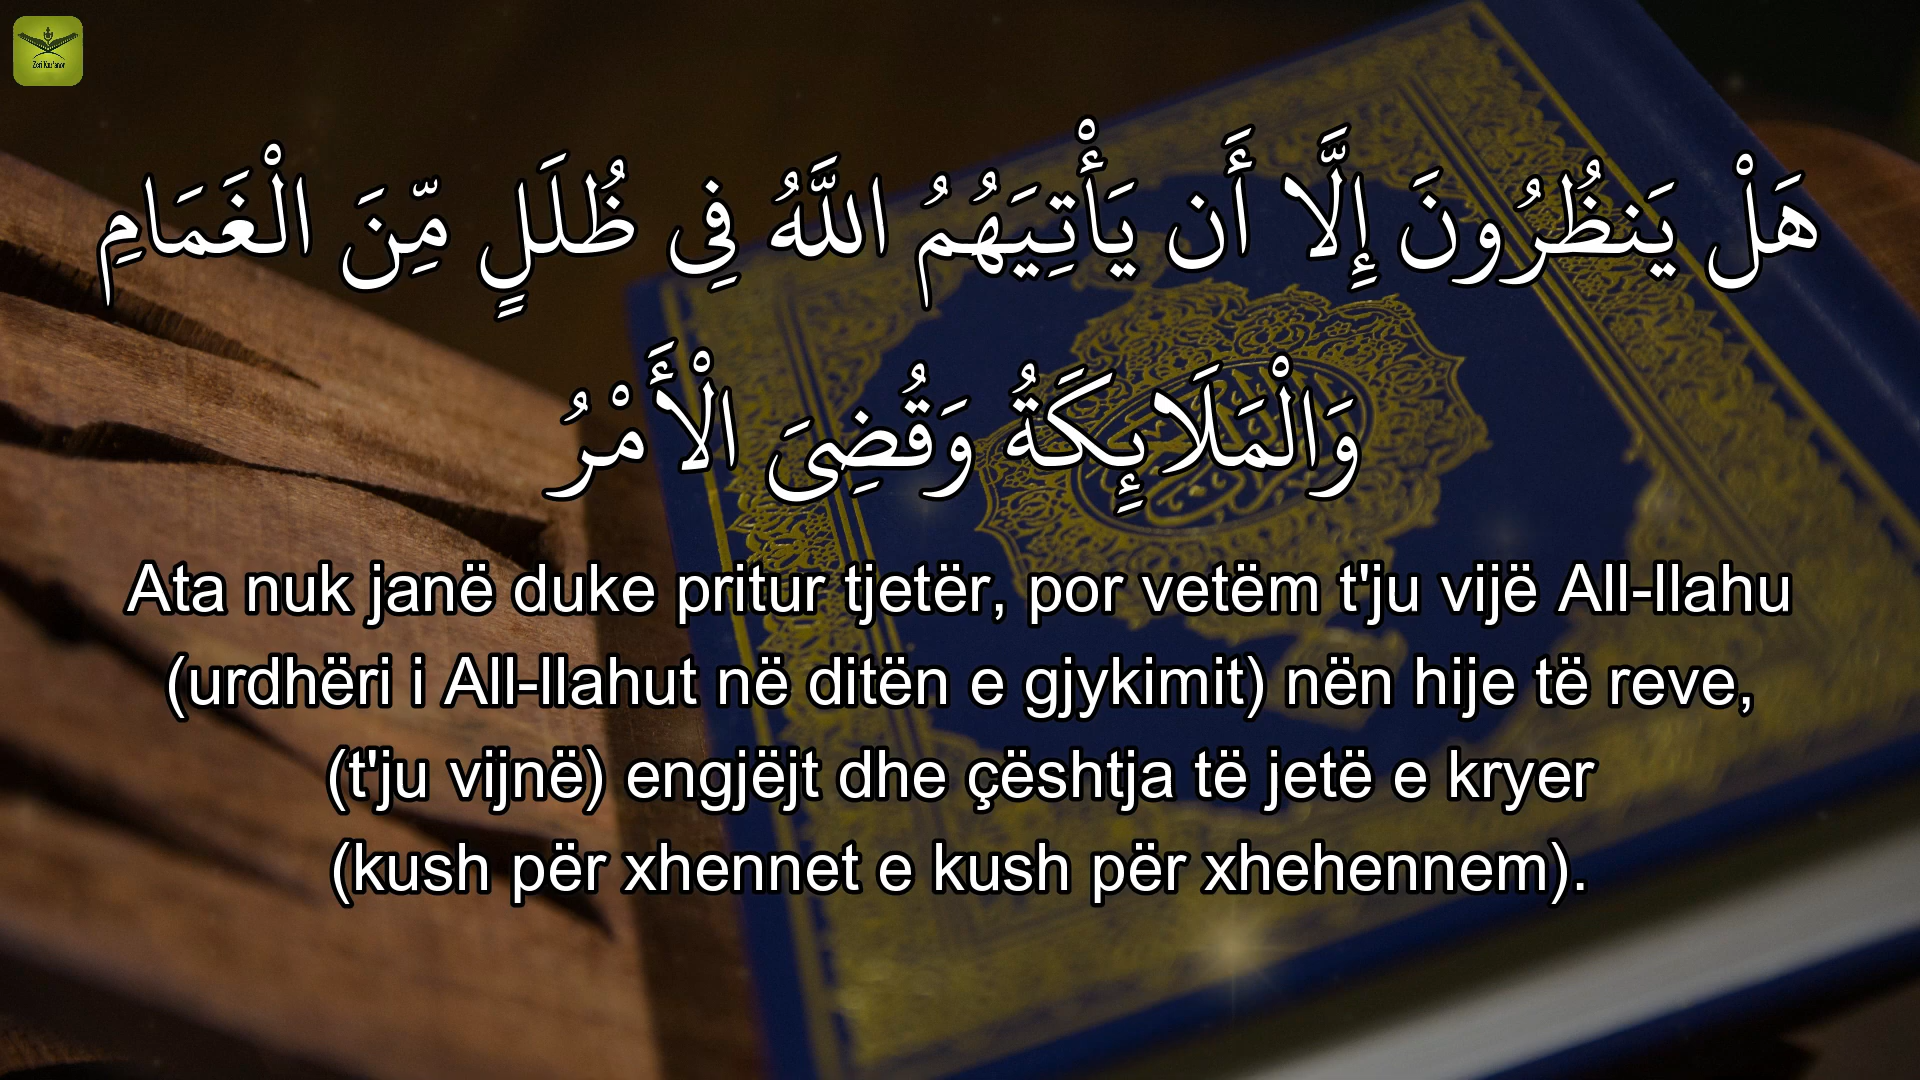 هَلْ يَنظُرُونَ إِلَّا أَن يَأْتِيَهُمُ اللَّهُ فِى ظُلَلٍ مِّنَ الْغَمَامِ
وَالْمَلَايِٕكَةُ وَقُضِىَ الْأَمْرُ
Ata nuk janë duke pritur tjetër, por vetëm t'ju vijë All-llahu
(urdhëri i All-llahut në ditën e gjykimit) nën hije të reve,
(t'ju vijnë) engjëjt dhe çështja të jetë e kryer
(kush për xhennet e kush për xhehennem).